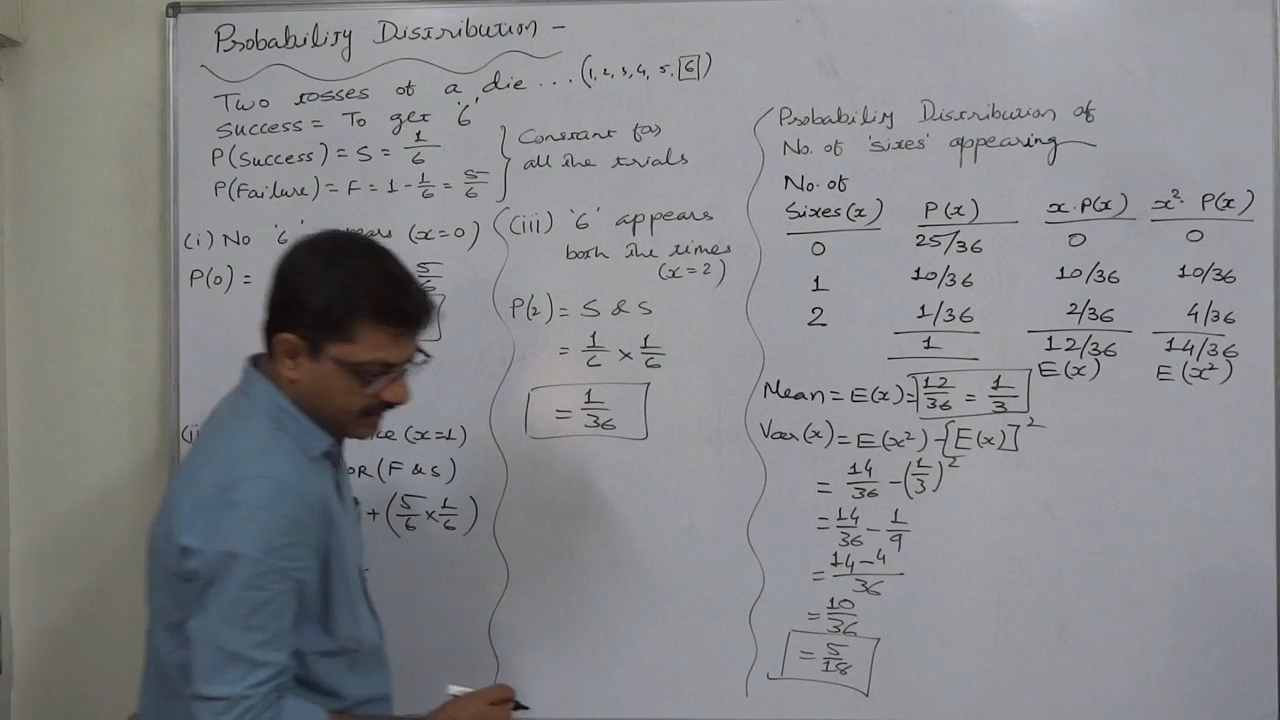 Probability Distribution -
Two tosses of a die ... (1, 2, 3, 4, 5, 6)
Success = To get '6'
P(Success) = S = 1/6
P(Failure) = F = 1 - 1/6 = 5/6
Constant for
all the trials
(i) No '6' appears (x=0)
P(0) =
5/6
(x=1)
OR (F & S)
+ (5/6 × 1/6)
(iii) '6' appears
both the times
(x=2)
P(2) = S & S
= 1/6 × 1/6
= 1/36
Probability Distribution of
No. of 'sixes' appearing
No. of
Sixes(x) P(x) x.P(x) x². P(x)
0 25/36 0 0
1 10/36 10/36 10/36
2 1/36 2/36 4/36
1 12/36 14/36
E(x) E(x²)
Mean = E(x) = 12/36 = 1/3
Var(x) = E(x²) - [E(x)]²
= 14/36 - (1/3)²
= 14/36 - 1/9
= 14-4/36
= 10/36
= 5/18